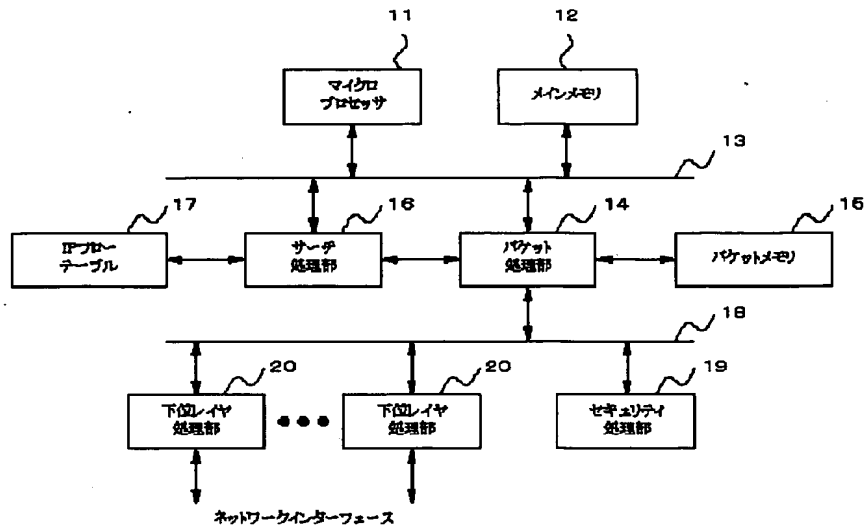 11
12
マイクロ
プロセッサ
メインメモリ
13
17
16
14
15
IPフロー
テーブル
サーチ
処理部
パケット
処理部
パケットメモリ
18
20
20
19
下位レイヤ
処理部
下位レイヤ
処理部
セキュリティ
処理部
ネットワークインターフェース